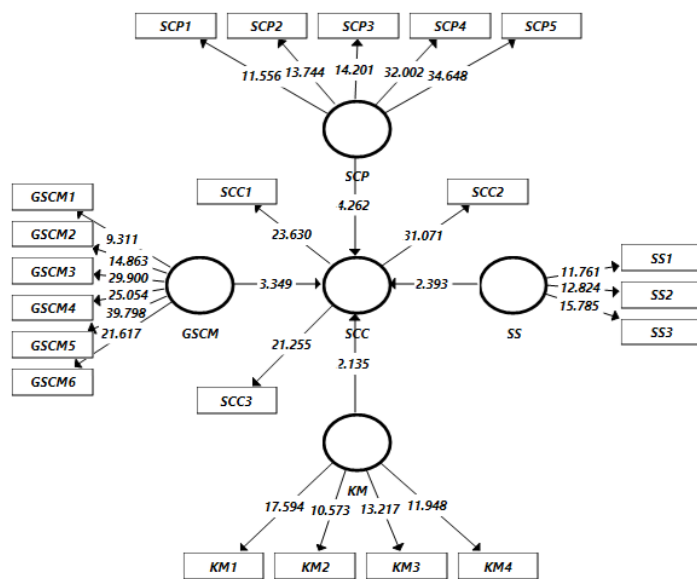 SCP1 SCP2 SCP3 SCP4 SCP5
11.556 13.744 14.201 32.002 34.648
SCP
4.262
SCC1 SCC2
23.630 31.071
GSCM1
GSCM2
GSCM3
GSCM4
GSCM5
GSCM6
9.311
14.863
29.900
25.054
39.798
21.617
GSCM
3.349
SCC
2.393
SS
11.761
12.824
15.785
SS1
SS2
SS3
21.255
SCC3
2.135
KM
17.594 10.573 13.217 11.948
KM1 KM2 KM3 KM4